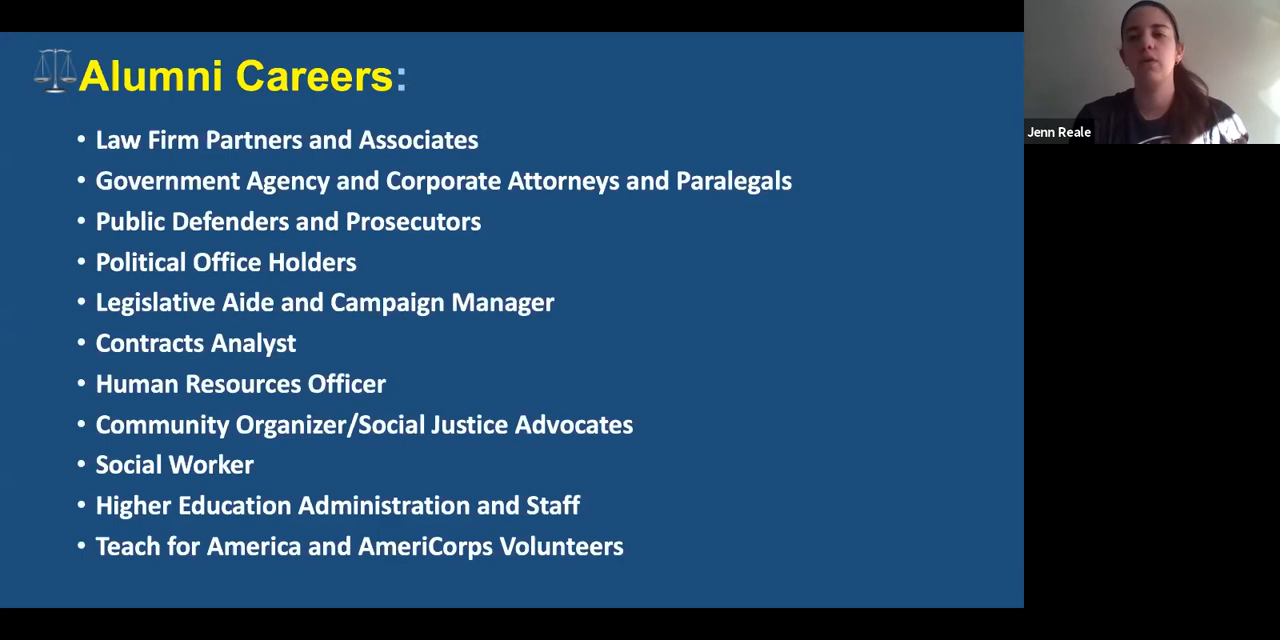 Alumni Careers:
• Law Firm Partners and Associates
• Government Agency and Corporate Attorneys and Paralegals
• Public Defenders and Prosecutors
• Political Office Holders
• Legislative Aide and Campaign Manager
• Contracts Analyst
• Human Resources Officer
• Community Organizer/Social Justice Advocates
• Social Worker
• Higher Education Administration and Staff
• Teach for America and AmeriCorps Volunteers
Jenn Reale